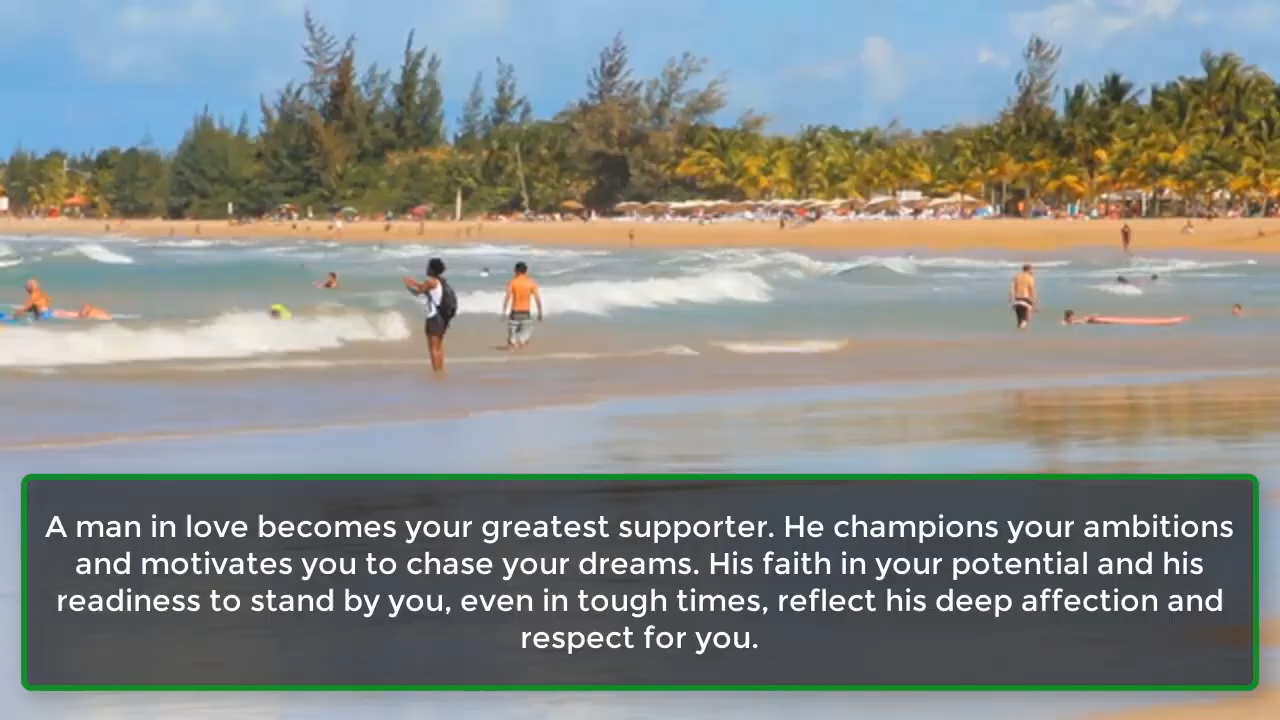 A man in love becomes your greatest supporter. He champions your ambitions
and motivates you to chase your dreams. His faith in your potential and his
readiness to stand by you, even in tough times, reflect his deep affection and
respect for you.